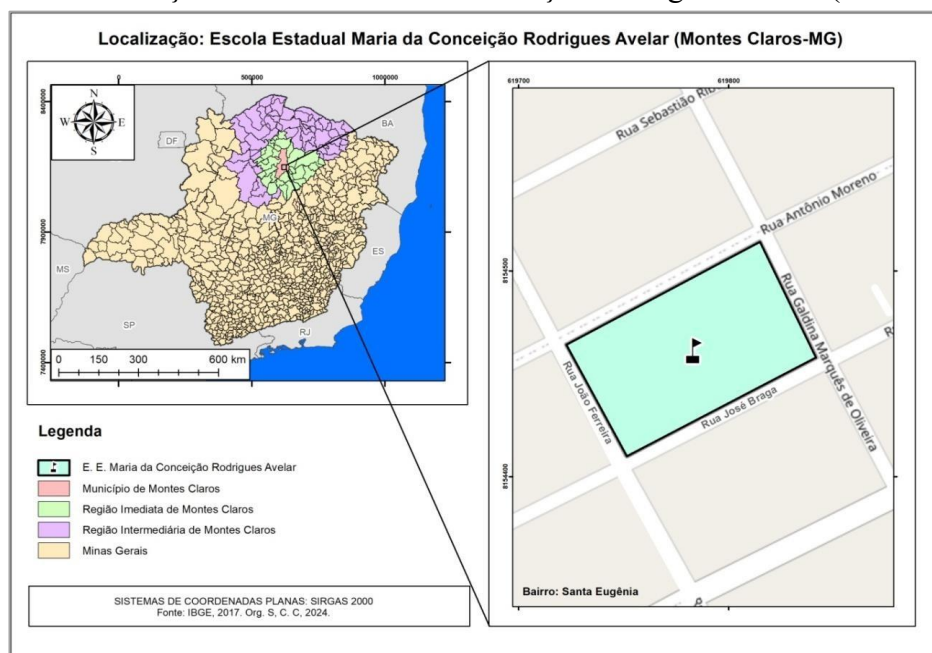 Localização: Escola Estadual Maria da Conceição Rodrigues Avelar (Montes Claros-MG)
0
500000
1000000
8400000
7900000
7400000
N
W
E
S
DF
BA
MG
ES
MS
SP
RJ
0 150 300 600 km
Legenda
E. E. Maria da Conceição Rodrigues Avelar
Município de Montes Claros
Região Imediata de Montes Claros
Região Intermediária de Montes Claros
Minas Gerais
SISTEMAS DE COORDENADAS PLANAS: SIRGAS 2000
Fonte: IBGE, 2017. Org. S, C. C, 2024.
619700
619800
8154500
8154400
Rua Sebastião
Rua Antônio Moreno
Rua Galdina Marquês de Oliveira
Rua João Ferreira
Rua José Braga
Bairro: Santa Eugênia